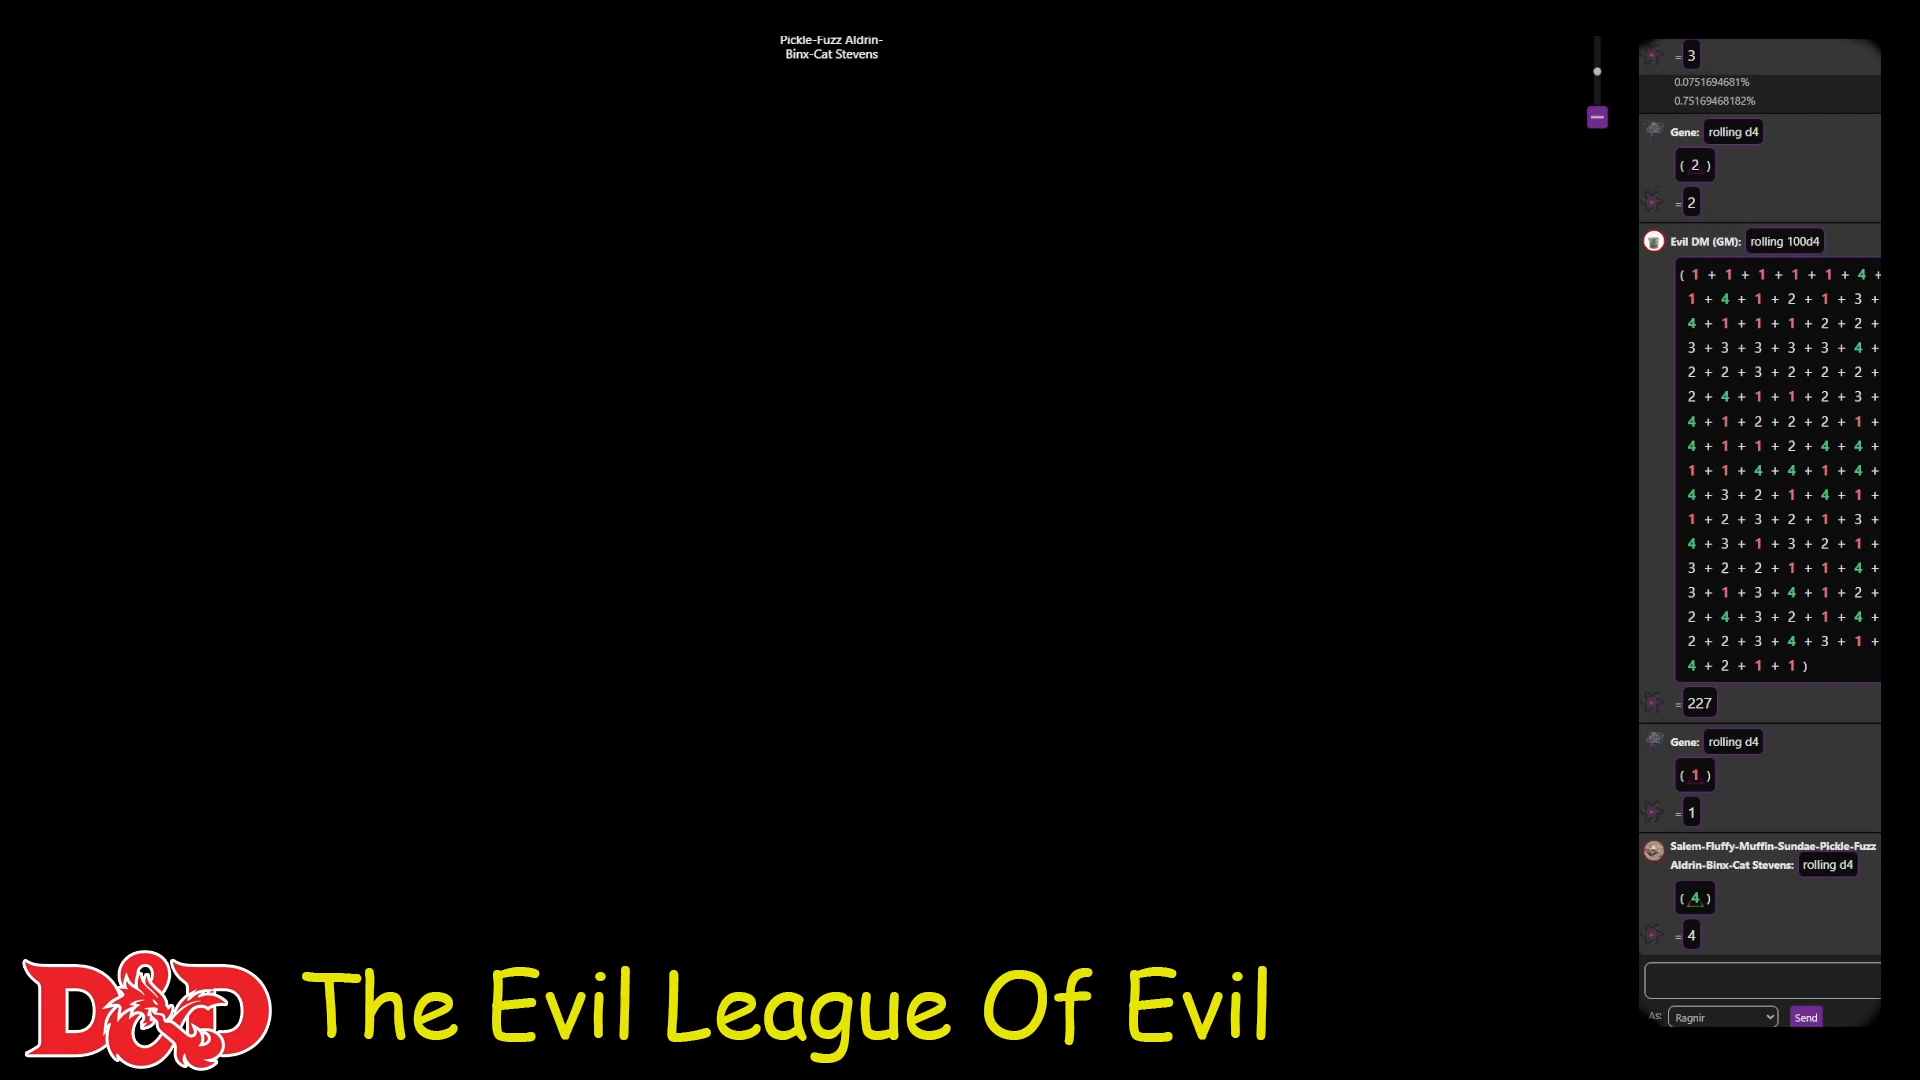 Pickle-Fuzz Aldrin-
Binx-Cat Stevens
= 3
0.0751694681%
0.75169468182%
Gene: rolling d4
( 2 )
= 2
Evil DM (GM): rolling 100d4
( 1 + 1 + 1 + 1 + 1 + 4 +
1 + 4 + 1 + 2 + 1 + 3 +
4 + 1 + 1 + 1 + 2 + 2 +
3 + 3 + 3 + 3 + 3 + 4 +
2 + 2 + 3 + 2 + 2 + 2 +
2 + 4 + 1 + 1 + 2 + 3 +
4 + 1 + 2 + 2 + 2 + 1 +
4 + 1 + 1 + 2 + 4 + 4 +
1 + 1 + 4 + 4 + 1 + 4 +
4 + 3 + 2 + 1 + 4 + 1 +
1 + 2 + 3 + 2 + 1 + 3 +
4 + 3 + 1 + 3 + 2 + 1 +
3 + 2 + 2 + 1 + 1 + 4 +
3 + 1 + 3 + 4 + 1 + 2 +
2 + 4 + 3 + 2 + 1 + 4 +
2 + 2 + 3 + 4 + 3 + 1 +
4 + 2 + 1 + 1 )
= 227
Gene: rolling d4
( 1 )
= 1
Salem-Fluffy-Muffin-Sundae-Pickle-Fuzz
Aldrin-Binx-Cat Stevens: rolling d4
( 4 )
= 4
As: Ragnir Send
D&D The Evil League Of Evil